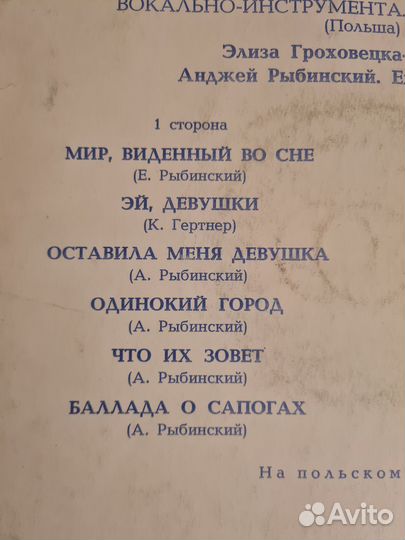 ВОКАЛЬНО-ИНСТРУМЕНТА
(Польша)
Элиза Гроховецка-
Анджей Рыбинский. Е
1 сторона
МИР, ВИДЕННЫЙ ВО СНЕ
(Е. Рыбинский)
ЭЙ, ДЕВУШКИ
(К. Гертнер)
ОСТАВИЛА МЕНЯ ДЕВУШКА
(А. Рыбинский)
ОДИНОКИЙ ГОРОД
(А. Рыбинский)
ЧТО ИХ ЗОВЕТ
(А. Рыбинский)
БАЛЛАДА О САПОГАХ
(А. Рыбинский)
На польском
Avito